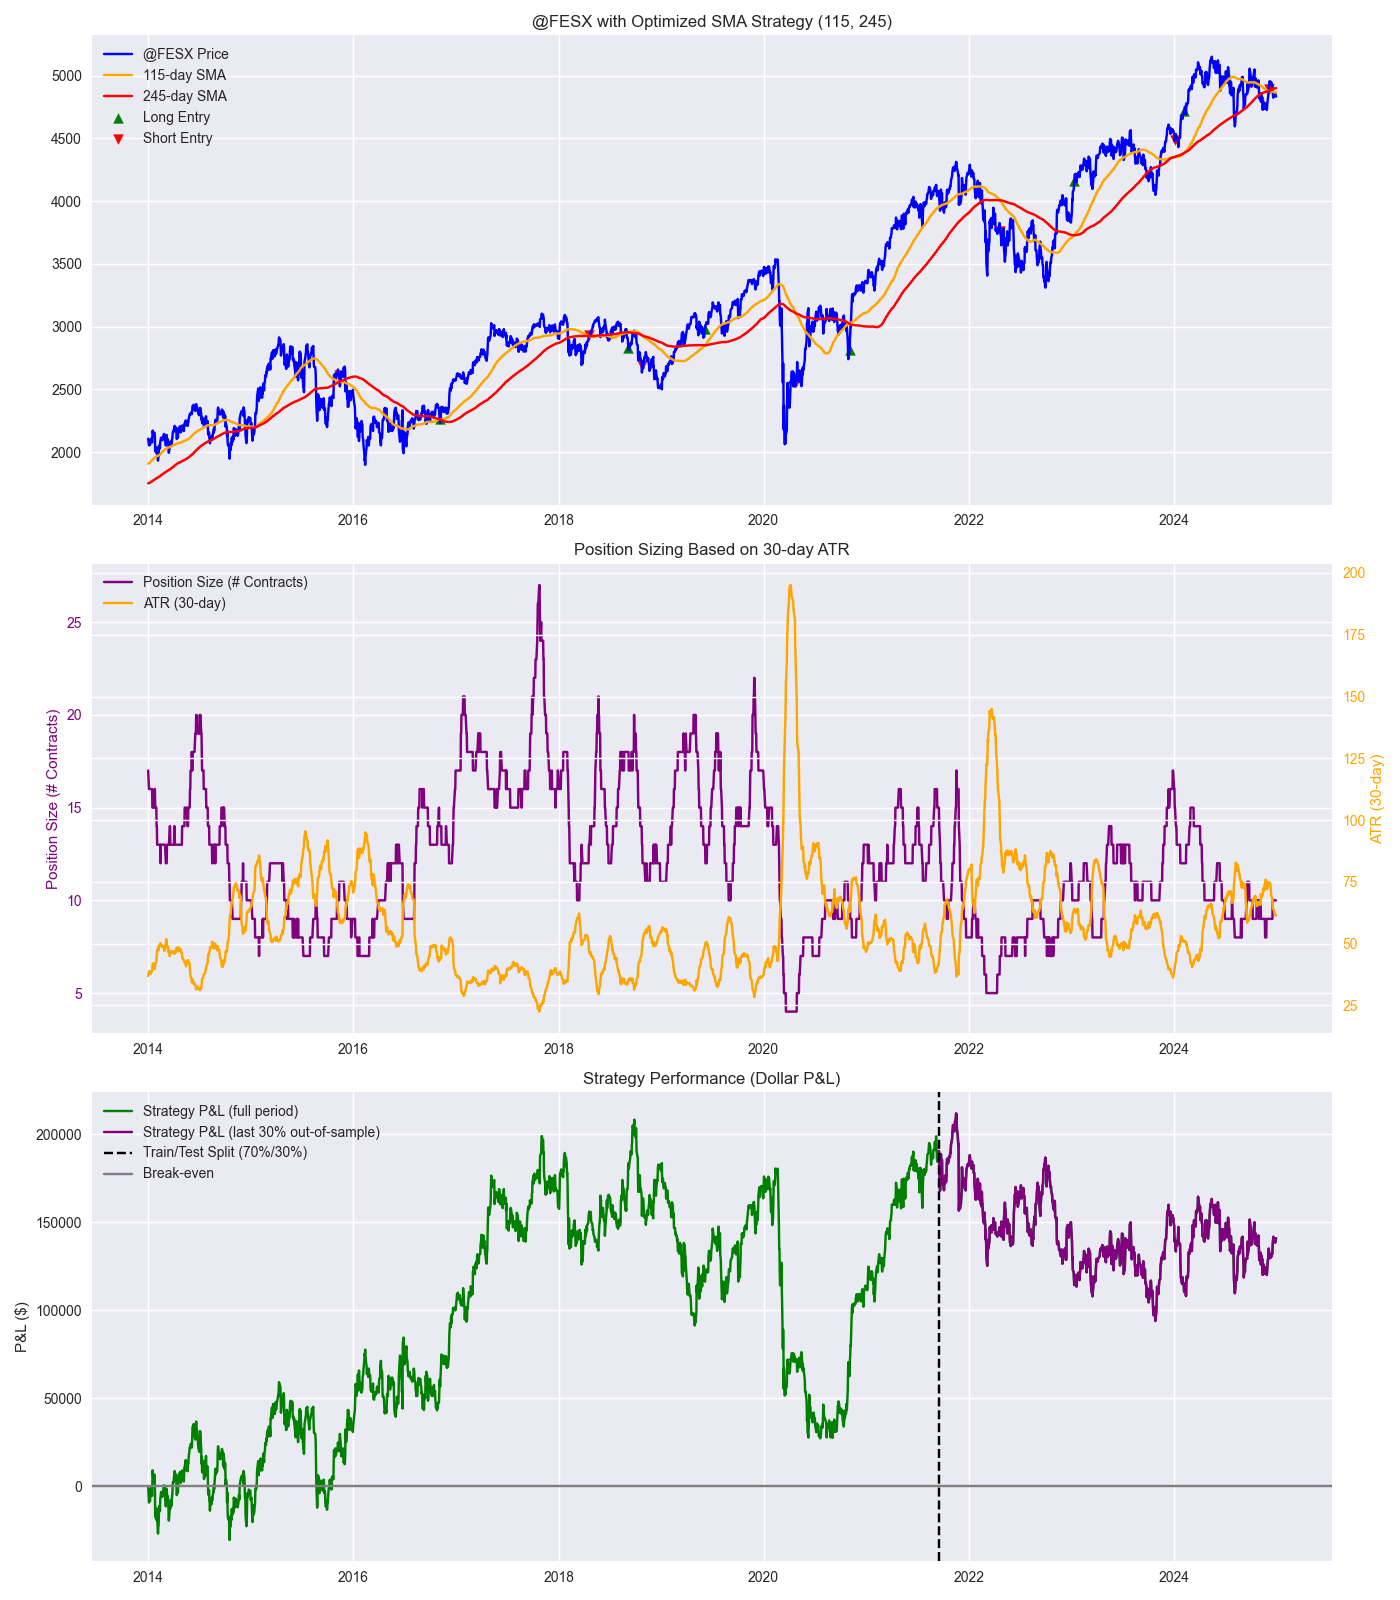 @FESX with Optimized SMA Strategy (115, 245)
@FESX Price
115-day SMA
245-day SMA
Long Entry
Short Entry
5000
4500
4000
3500
3000
2500
2000
2014 2016 2018 2020 2022 2024
Position Sizing Based on 30-day ATR
Position Size (# Contracts)
ATR (30-day)
Position Size (# Contracts)
25
20
15
10
5
200
175
150
125
100
75
50
25
ATR (30-day)
2014 2016 2018 2020 2022 2024
Strategy Performance (Dollar P&L)
Strategy P&L (full period)
Strategy P&L (last 30% out-of-sample)
Train/Test Split (70%/30%)
Break-even
P&L ($)
200000
150000
100000
50000
0
2014 2016 2018 2020 2022 2024